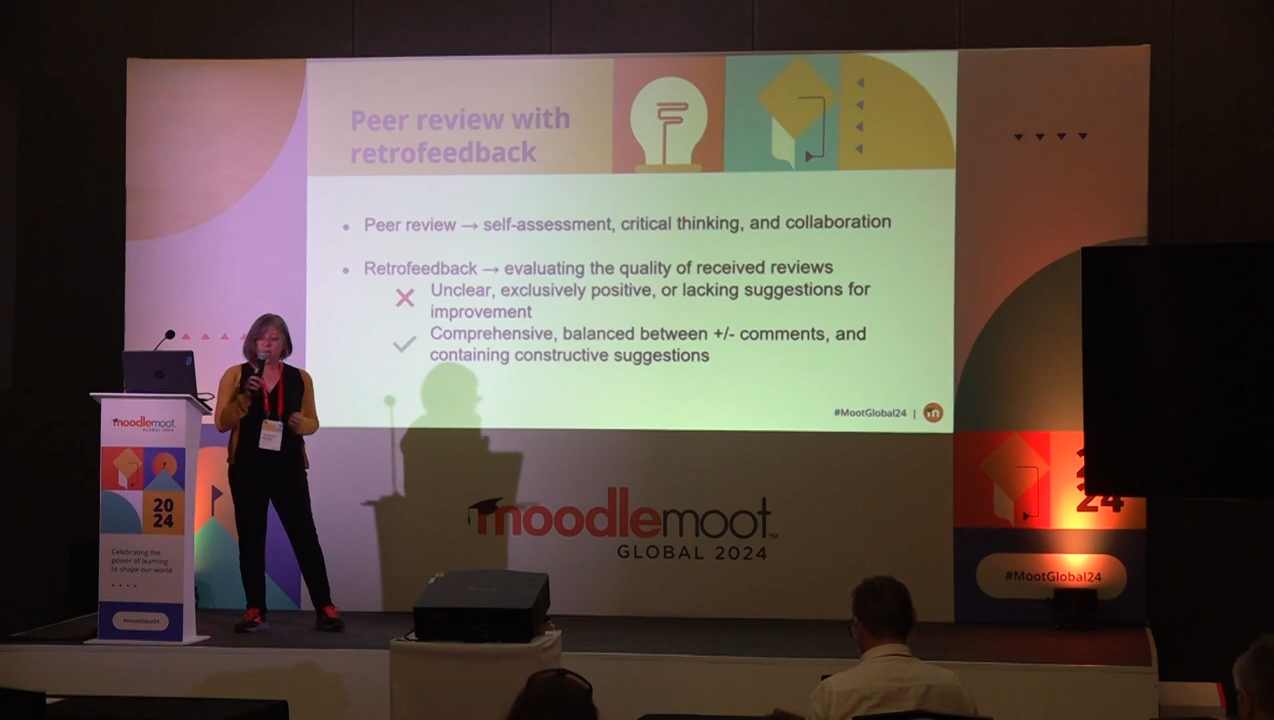 Peer review with
retrofeedback
• Peer review → self-assessment, critical thinking, and collaboration
• Retrofeedback → evaluating the quality of received reviews
Unclear, exclusively positive, or lacking suggestions for
improvement
Comprehensive, balanced between +/- comments, and
containing constructive suggestions
#MootGlobal24 |
moodlemoot
GLOBAL 2024
20
24
Celebrating the
power of learning
to shape our world
#MootGlobal24
moodlemoot™
GLOBAL 2024
24
#MootGlobal24